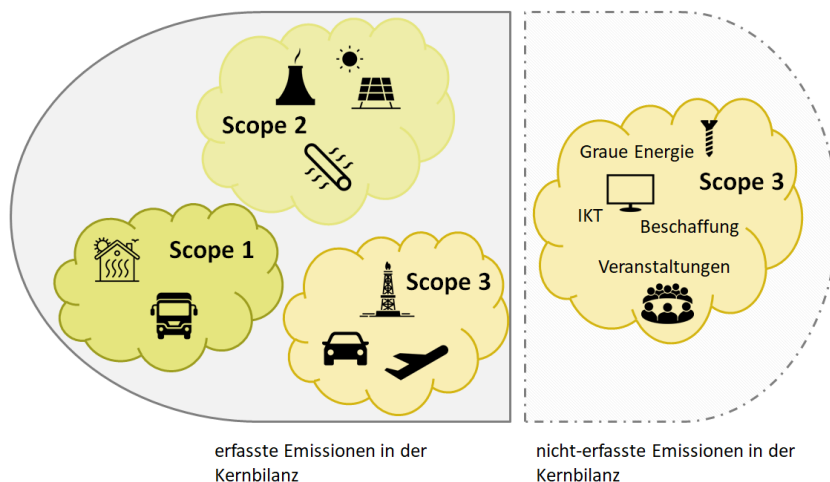 Scope 2
Scope 1
Scope 3
Graue Energie
Scope 3
IKT
Beschaffung
Veranstaltungen
erfasste Emissionen in der
Kernbilanz
nicht-erfasste Emissionen in der
Kernbilanz